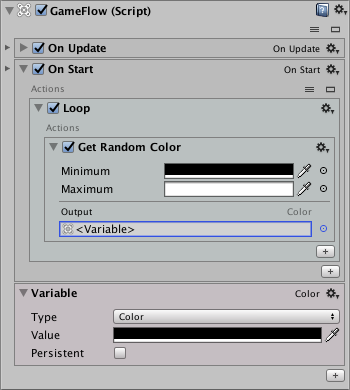 GameFlow (Script)
On Update On Update
On Start On Start
Actions
Loop
Actions
Get Random Color
Minimum
Maximum
Output Color
<Variable>
Variable Color
Type Color
Value
Persistent